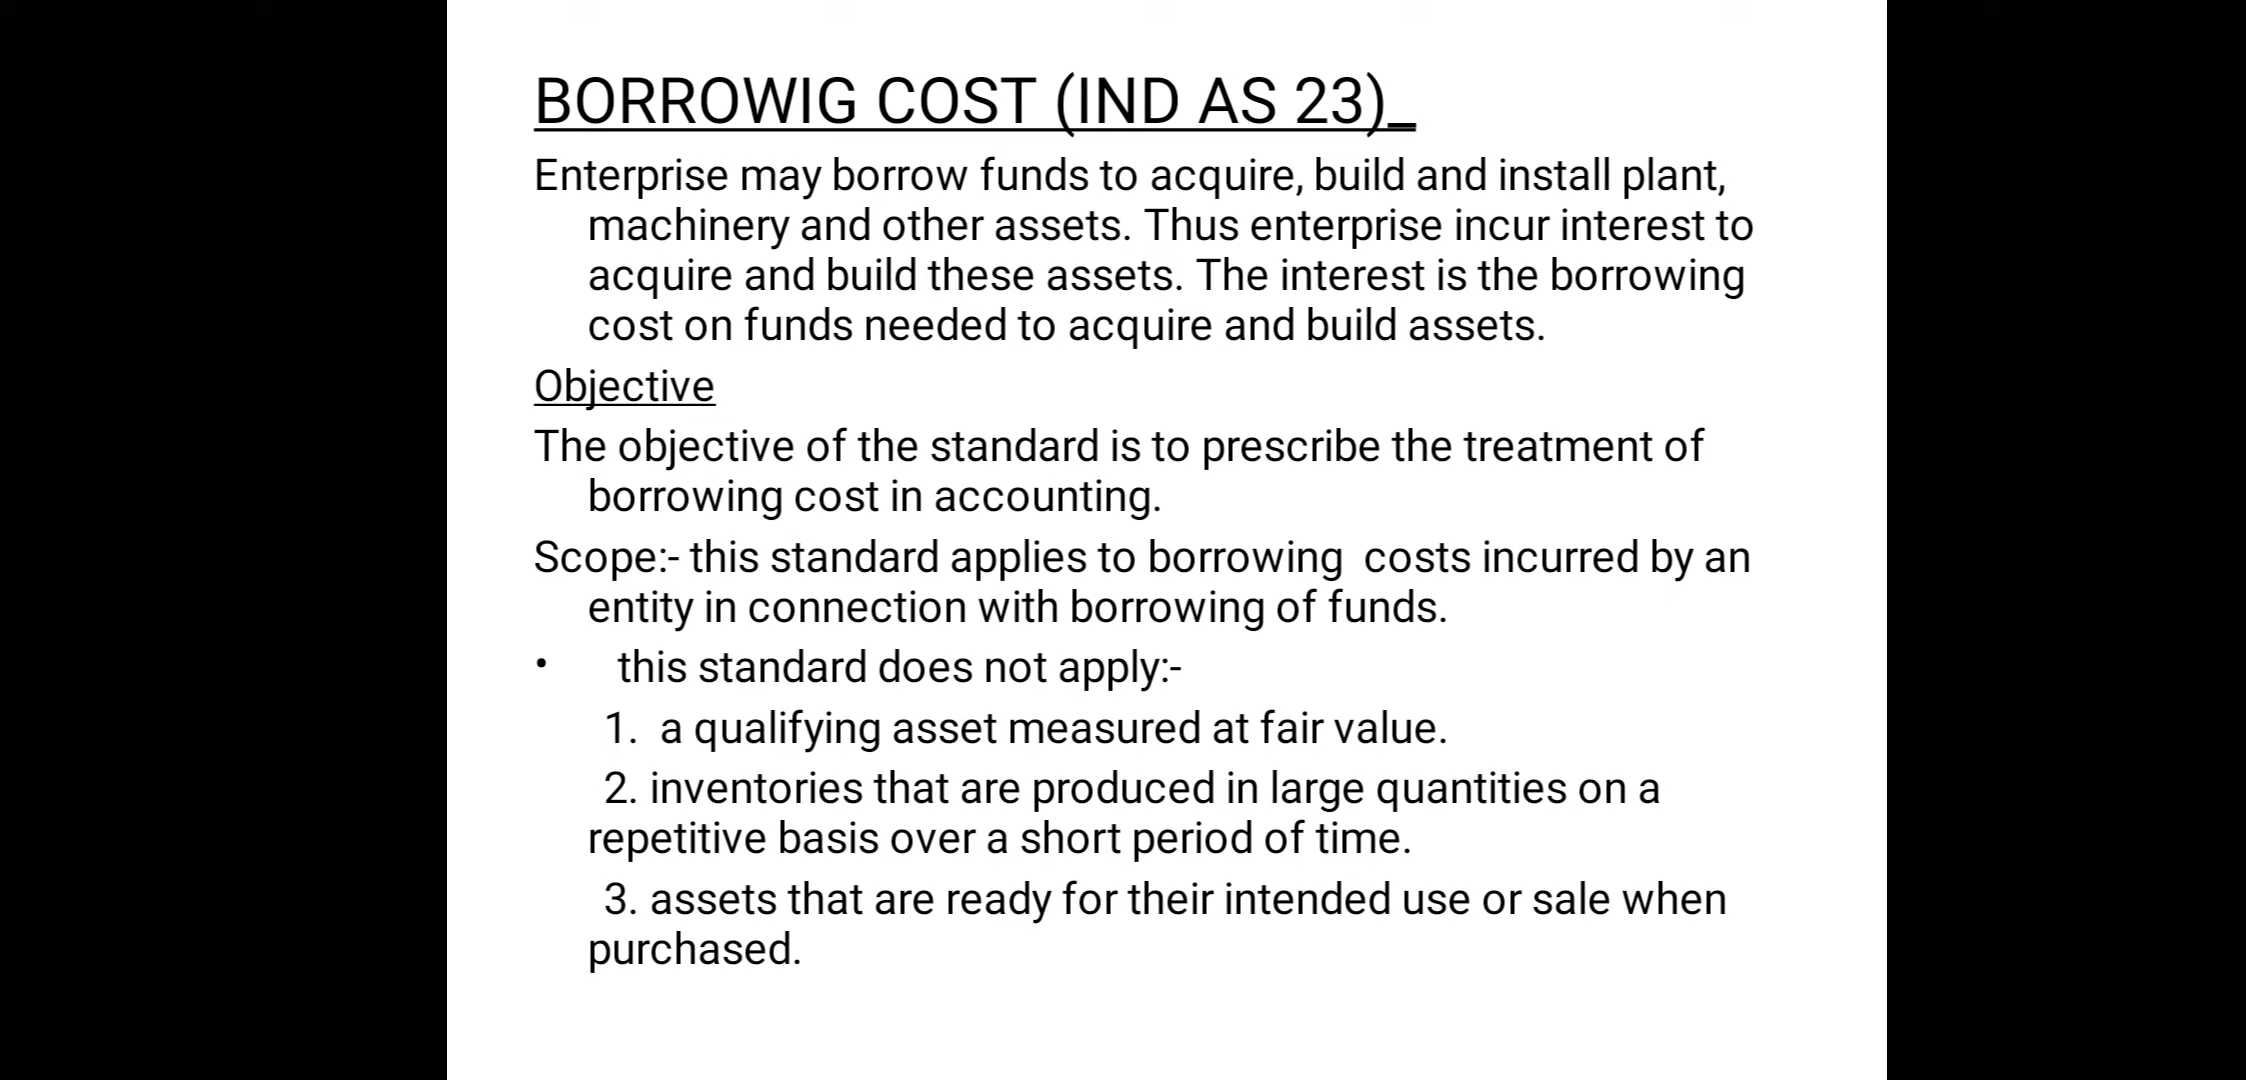 BORROWIG COST (IND AS 23)_
Enterprise may borrow funds to acquire, build and install plant,
machinery and other assets. Thus enterprise incur interest to
acquire and build these assets. The interest is the borrowing
cost on funds needed to acquire and build assets.
Objective
The objective of the standard is to prescribe the treatment of
borrowing cost in accounting.
Scope:- this standard applies to borrowing  costs incurred by an
entity in connection with borrowing of funds.
•    this standard does not apply:-
1.  a qualifying asset measured at fair value.
2. inventories that are produced in large quantities on a
repetitive basis over a short period of time.
3. assets that are ready for their intended use or sale when
purchased.